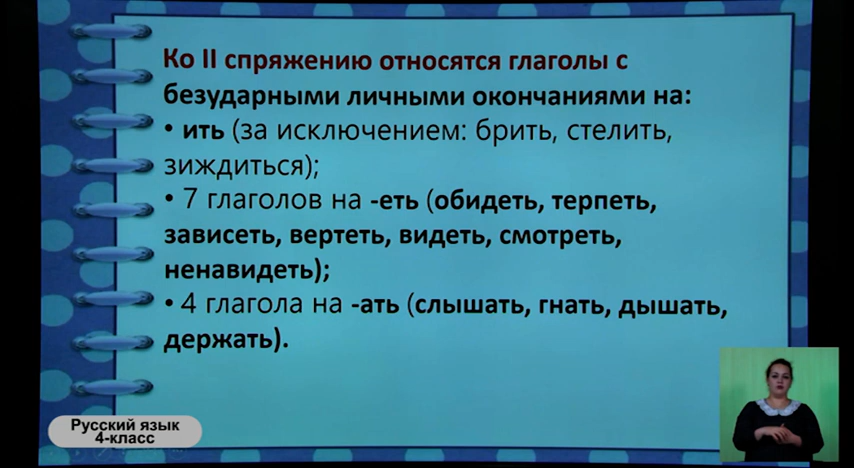 Ко II спряжению относятся глаголы с
безударными личными окончаниями на:
• ить (за исключением: брить, стелить,
зиждиться);
• 7 глаголов на -еть (обидеть, терпеть,
зависеть, вертеть, видеть, смотреть,
ненавидеть);
• 4 глагола на -ать (слышать, гнать, дышать,
держать).
Русский язык
4-класс